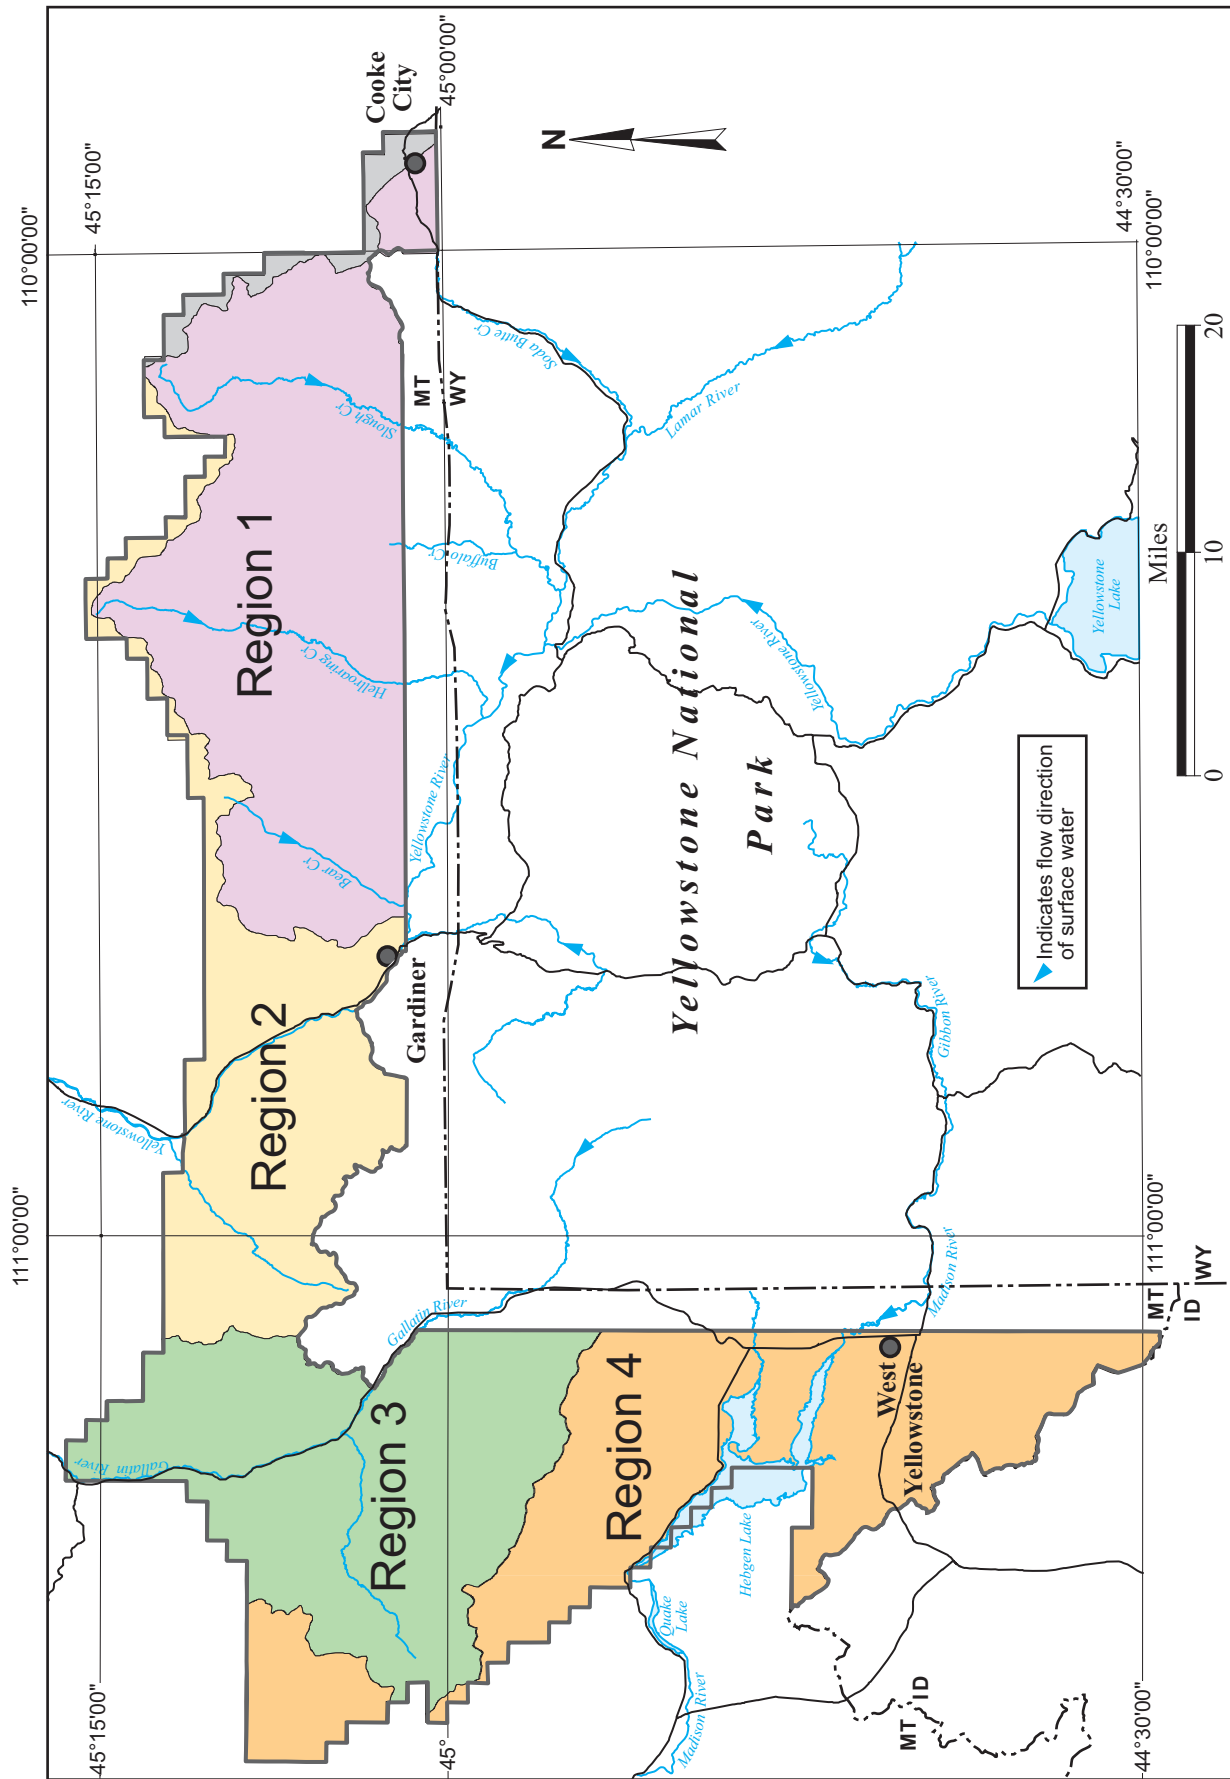 111°00'00"
110°00'00"
45°15'00"
45°15'00"
Yellowstone River
Gallatin River
Region 1
Region 2
Region 3
Region 4
Slough Cr
Hellroaring Cr
Buffalo Cr
Bear Cr
Cooke
City
Gardiner
Gallatin River
Yellowstone River
45°
45°00'00"
MT
WY
N
Soda Butte Cr
Lamar River
Yellowstone National
Park
Yellowstone River
Quake
Lake
Hebgen Lake
Madison River
Madison River
Gibbon River
West
Yellowstone
Yellowstone
Lake
Indicates flow direction
of surface water
MT
ID
MT
WY
ID
44°30'00"
44°30'00"
111°00'00"
110°00'00"
Miles
0
10
20